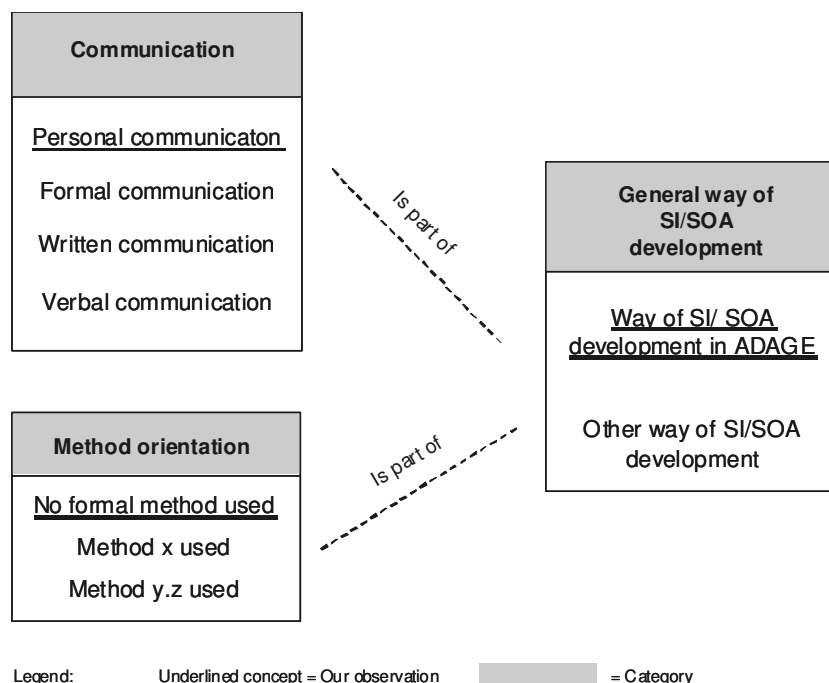 Communication
Personal communicaton
Formal communication
Written communication
Verbal communication
Is part of
General way of
SI/SOA
development
Way of SI/ SOA
development in ADAGE
Other way of SI/SOA
development
Method orientation
No formal method used
Method x used
Method y.z used
Is part of
Legend: Underlined concept = Our observation = Category